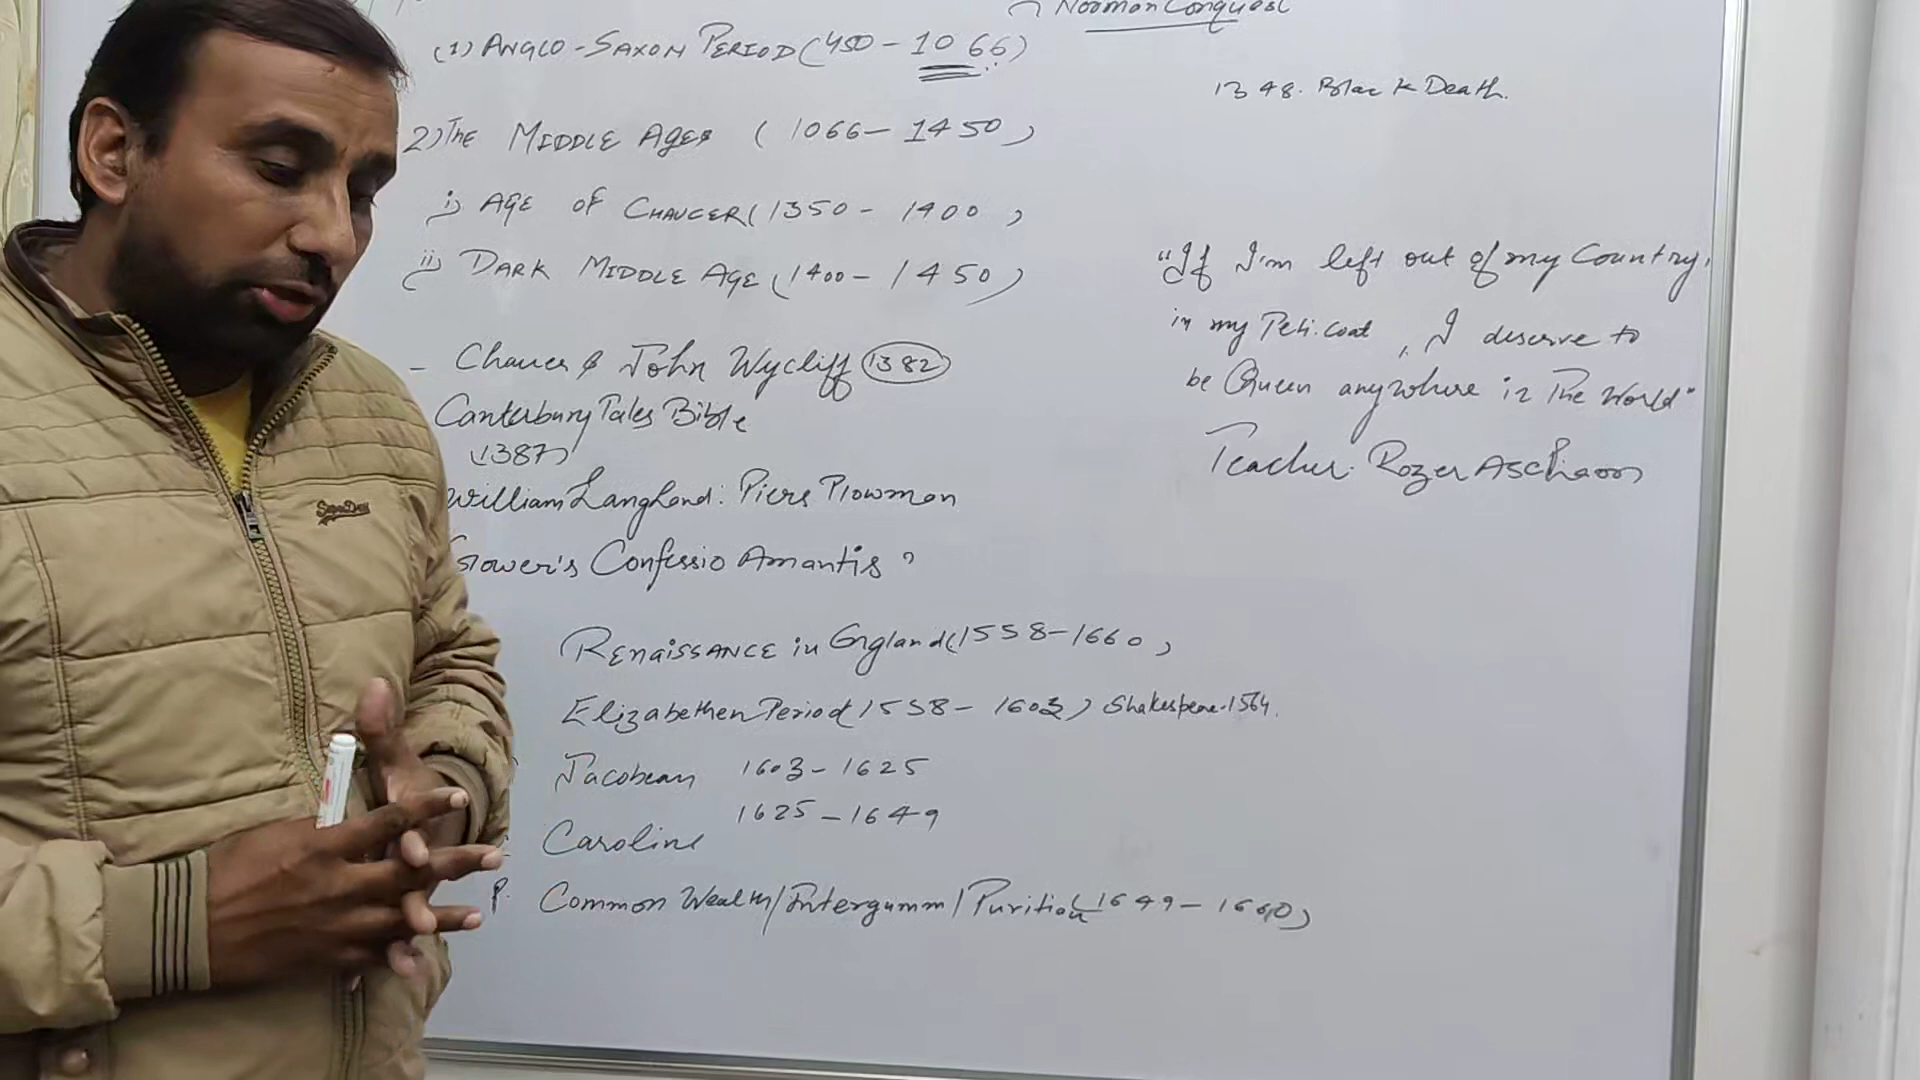 Norman Conquest
(1) ANGLO-SAXON PERIOD (450-1066)
1348. Black Death.
2) The MIDDLE AGES (1066-1450)
i) AGE OF CHAUCER (1350-1400)
ii) DARK MIDDLE AGE (1400-1450)
"If I'm left out of my Country,
in my Peti.coat, I deserve to
be Queen anywhere in The World"
Teacher. Rozer Ascham
- Chaucer & John Wycliff (1382)
Canterbury Tales Bible
(1387)
William Langland: Piers Plowman
Gower's Confessio Amantis
SuperDry
RENAISSANCE in England (1558-1660)
Elizabethen Period (1558-1603) Shakespeare-1564.
Jacobean 1603-1625
1625-1649
Caroline
P. Common Wealth/Intergumm/Purition (1649-1660)